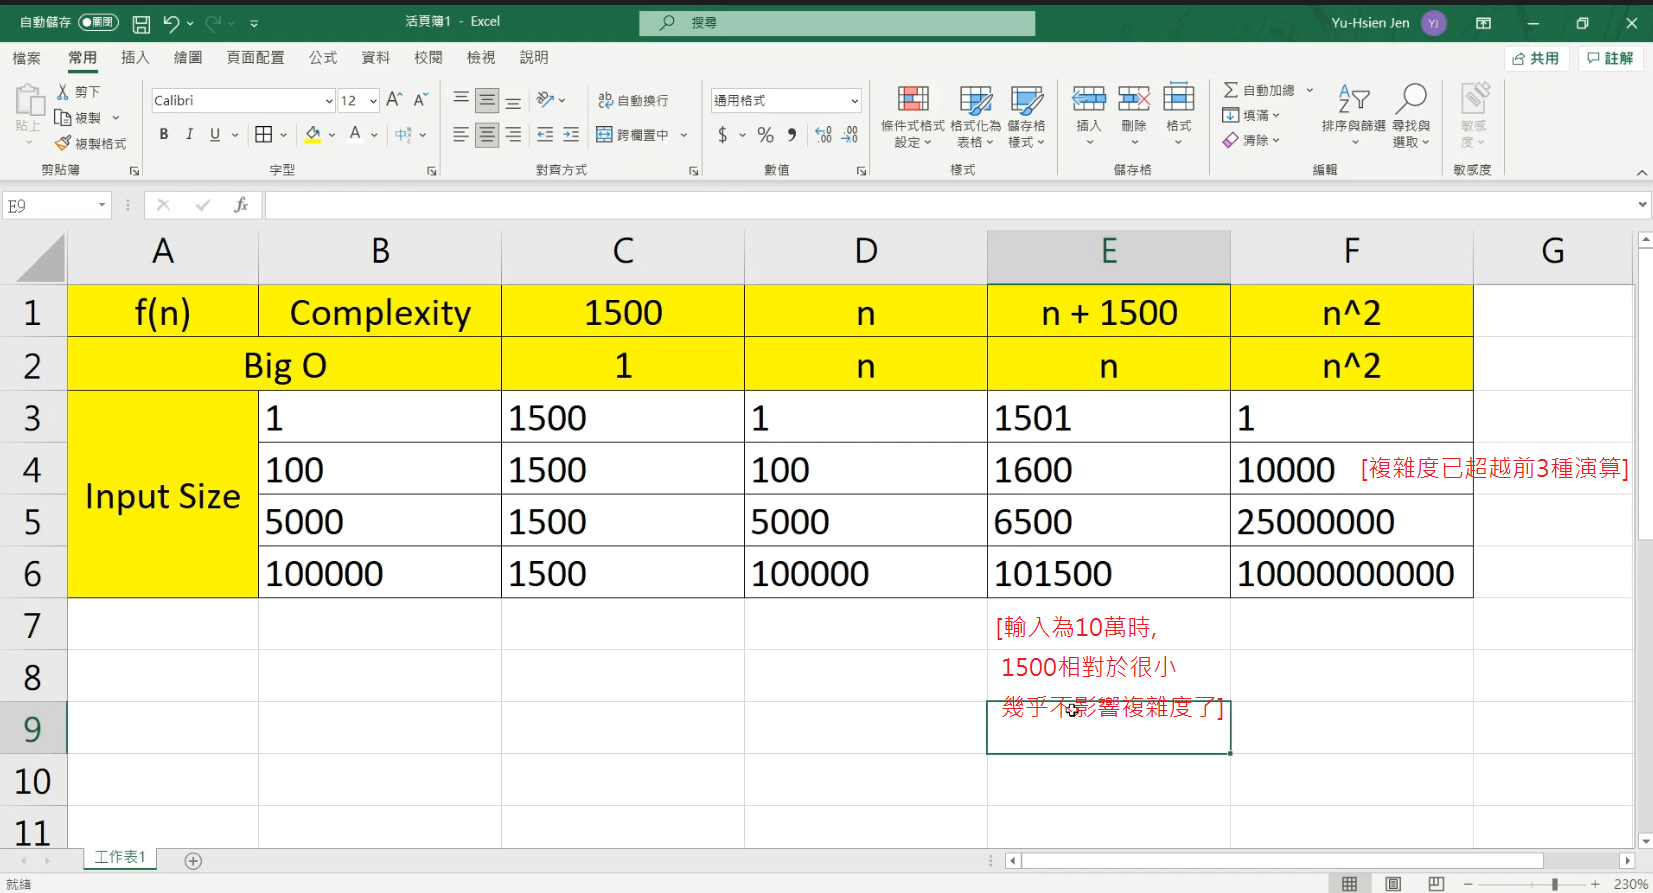 自動儲存 關閉 活頁簿1 - Excel 搜尋 Yu-Hsien Jen YJ
檔案 常用 插入 繪圖 頁面配置 公式 資料 校閱 檢視 說明 共用 註解
貼上 剪下 複製 複製格式
剪貼簿
Calibri 12 A A
B I U A 中
字型
ab 自動換行
跨欄置中
對齊方式
通用格式
$ % , .00 .00
數值
條件式格式設定 格式化為表格 儲存格樣式
樣式
插入 刪除 格式
儲存格
自動加總
填滿
清除
排序與篩選 尋找與選取
編輯
敏感度
敏感度
E9 fx
A B C D E F G
1 f(n) Complexity 1500 n n + 1500 n^2
2 Big O 1 n n n^2
3 1 1500 1 1501 1
4 100 1500 100 1600 10000 [複雜度已超越前3種演算]
Input Size
5 5000 1500 5000 6500 25000000
6 100000 1500 100000 101500 10000000000
7 [輸入為10萬時,
8 1500相對於很小
9 幾乎不影響複雜度了]
10
11
工作表1
就緒 230%